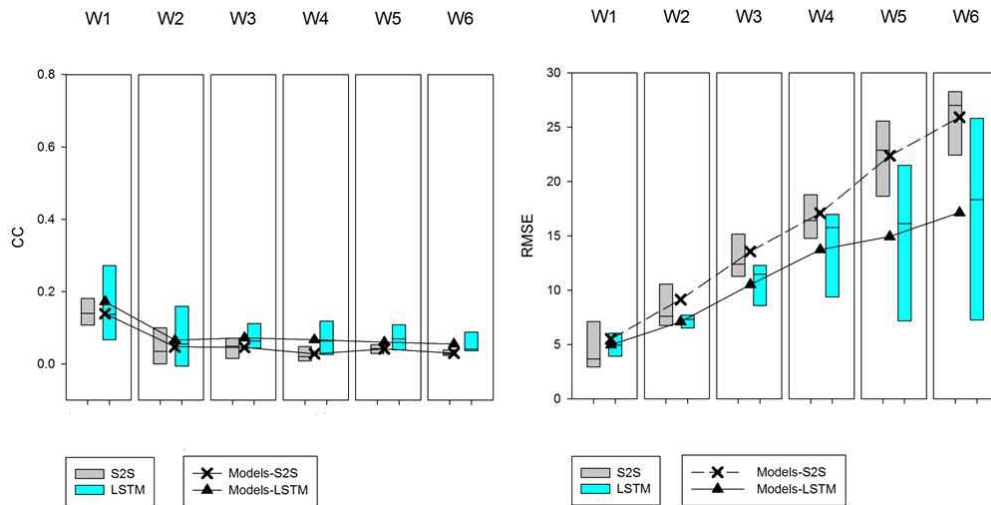 W1 W2 W3 W4 W5 W6
0.8
0.6
0.4
0.2
0.0
CC
S2S
LSTM
Models-S2S
Models-LSTM
W1 W2 W3 W4 W5 W6
30
25
20
15
10
5
0
RMSE
S2S
LSTM
Models-S2S
Models-LSTM